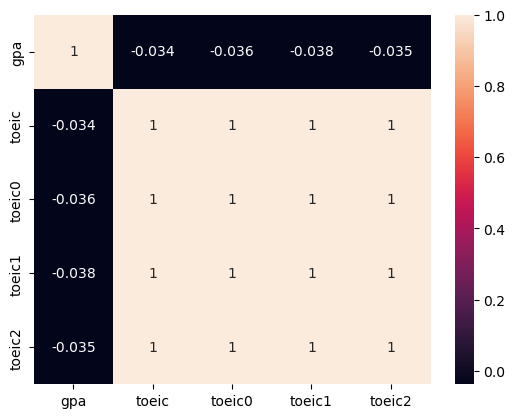 gpa 1 -0.034 -0.036 -0.038 -0.035
toeic -0.034 1 1 1 1
toeic0 -0.036 1 1 1 1
toeic1 -0.038 1 1 1 1
toeic2 -0.035 1 1 1 1
gpa toeic toeic0 toeic1 toeic2
1.0
0.8
0.6
0.4
0.2
0.0